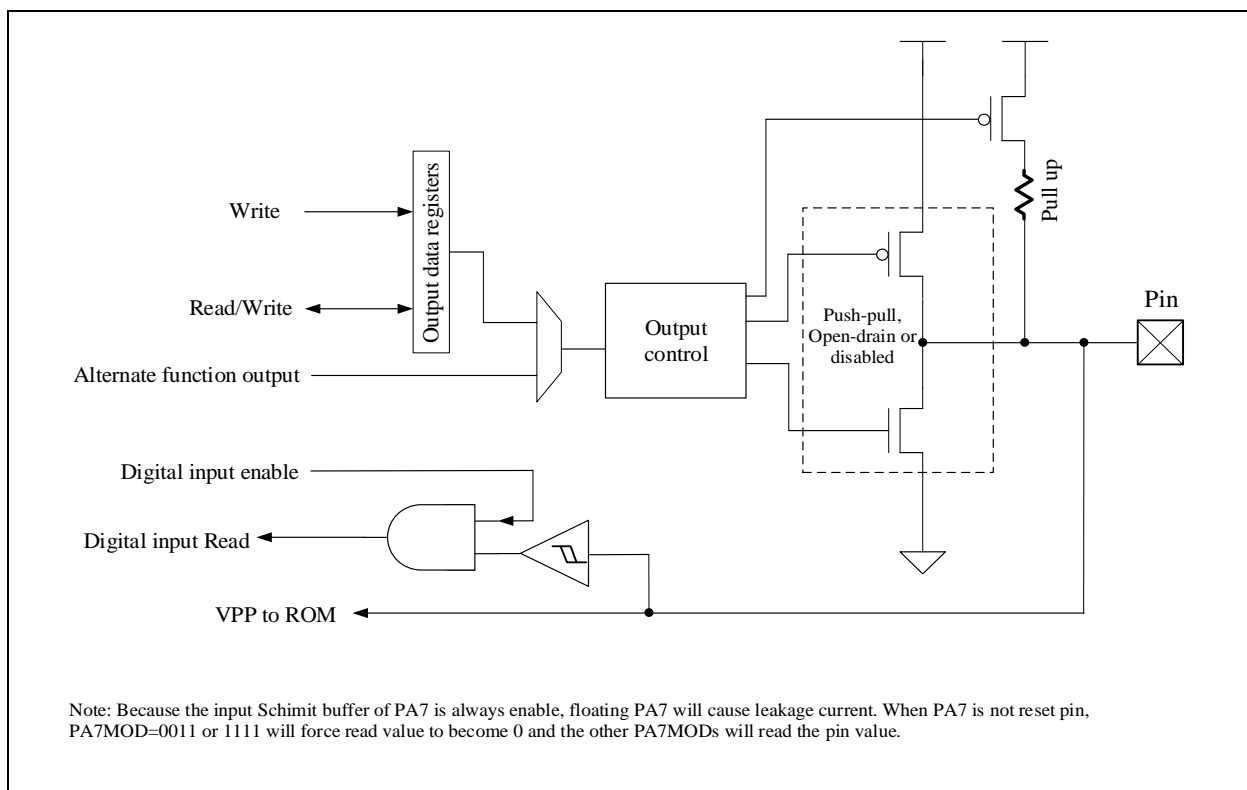 Write
Output data registers
Read/Write
Alternate function output
Output
control
Push-pull,
Open-drain or
disabled
Pull up
Pin
Digital input enable
Digital input Read
VPP to ROM
Note: Because the input Schimit buffer of PA7 is always enable, floating PA7 will cause leakage current. When PA7 is not reset pin,
PA7MOD=0011 or 1111 will force read value to become 0 and the other PA7MODs will read the pin value.